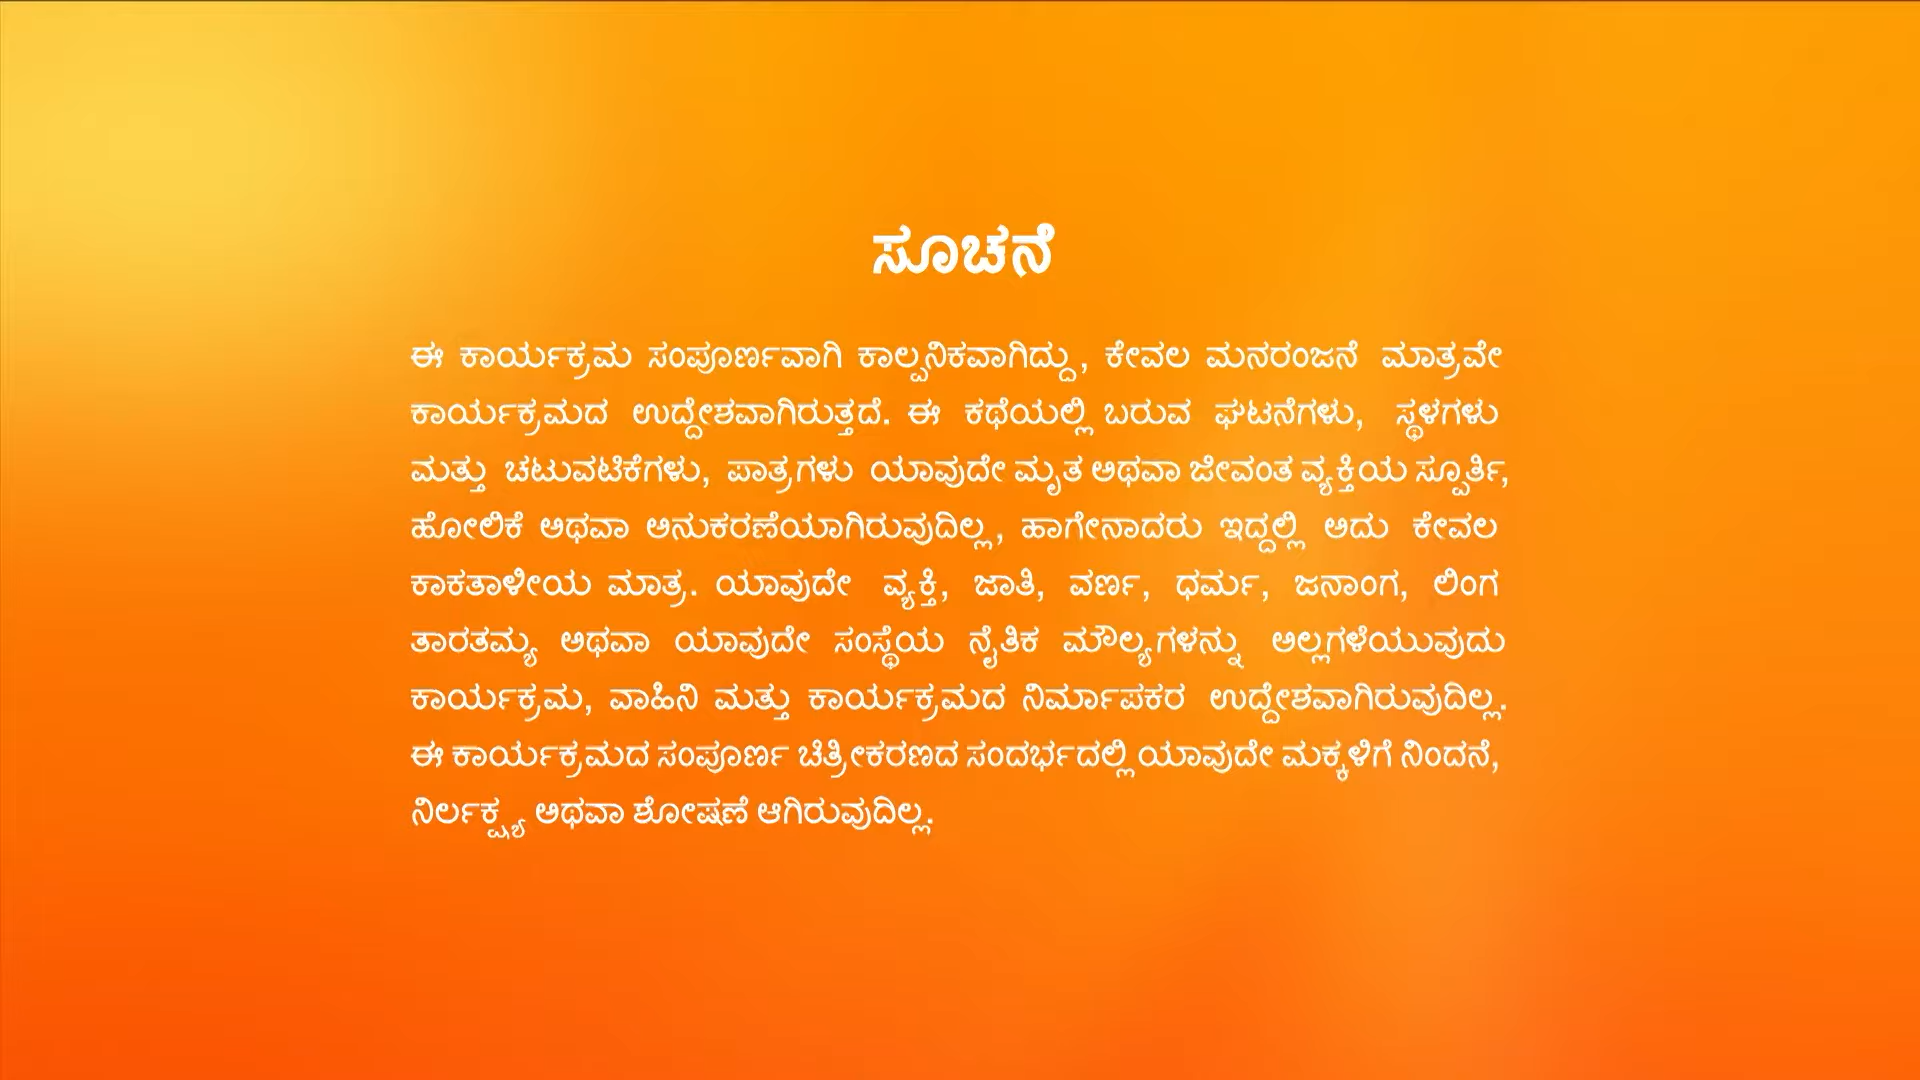 ಸೂಚನೆ
ಈ ಕಾರ್ಯಕ್ರಮ ಸಂಪೂರ್ಣವಾಗಿ ಕಾಲ್ಪನಿಕವಾಗಿದ್ದು, ಕೇವಲ ಮನರಂಜನೆ ಮಾತ್ರವೇ
ಕಾರ್ಯಕ್ರಮದ ಉದ್ದೇಶವಾಗಿರುತ್ತದೆ. ಈ ಕಥೆಯಲ್ಲಿ ಬರುವ ಘಟನೆಗಳು, ಸ್ಥಳಗಳು
ಮತ್ತು ಚಟುವಟಿಕೆಗಳು, ಪಾತ್ರಗಳು ಯಾವುದೇ ಮೃತ ಅಥವಾ ಜೀವಂತ ವ್ಯಕ್ತಿಯ ಸ್ಪೂರ್ತಿ,
ಹೋಲಿಕೆ ಅಥವಾ ಅನುಕರಣೆಯಾಗಿರುವುದಿಲ್ಲ, ಹಾಗೇನಾದರು ಇದ್ದಲ್ಲಿ ಅದು ಕೇವಲ
ಕಾಕತಾಳೀಯ ಮಾತ್ರ. ಯಾವುದೇ ವ್ಯಕ್ತಿ, ಜಾತಿ, ವರ್ಣ, ಧರ್ಮ, ಜನಾಂಗ, ಲಿಂಗ
ತಾರತಮ್ಯ ಅಥವಾ ಯಾವುದೇ ಸಂಸ್ಥೆಯ ನೈತಿಕ ಮೌಲ್ಯಗಳನ್ನು ಅಲ್ಲಗಳೆಯುವುದು
ಕಾರ್ಯಕ್ರಮ, ವಾಹಿನಿ ಮತ್ತು ಕಾರ್ಯಕ್ರಮದ ನಿರ್ಮಾಪಕರ ಉದ್ದೇಶವಾಗಿರುವುದಿಲ್ಲ.
ಈ ಕಾರ್ಯಕ್ರಮದ ಸಂಪೂರ್ಣ ಚಿತ್ರೀಕರಣದ ಸಂದರ್ಭದಲ್ಲಿ ಯಾವುದೇ ಮಕ್ಕಳಿಗೆ ನಿಂದನೆ,
ನಿರ್ಲಕ್ಷ್ಯ ಅಥವಾ ಶೋಷಣೆ ಆಗಿರುವುದಿಲ್ಲ.